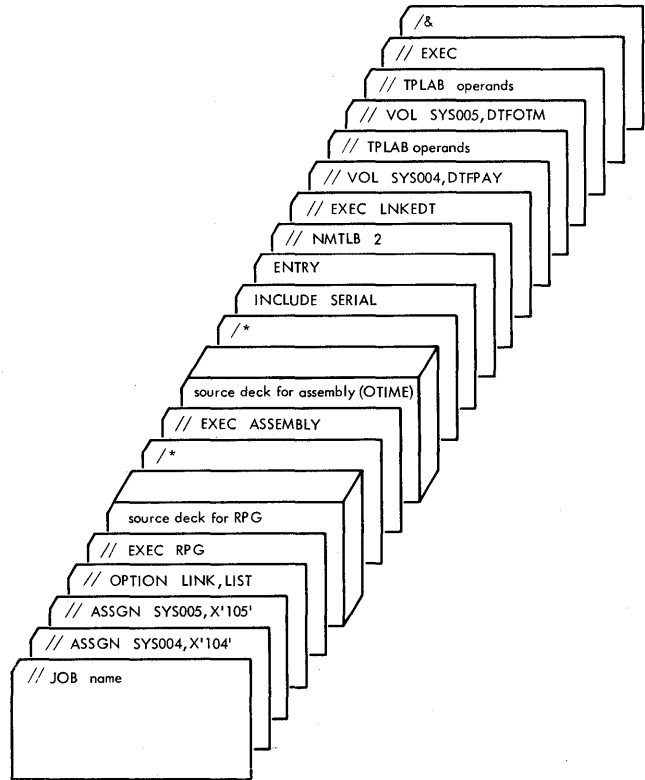 /&
// EXEC
// TPLAB operands
// VOL SYS005,DTFOTM
// TPLAB operands
// VOL SYS004,DTFPAY
// EXEC LNKEDT
// NMTLB 2
ENTRY
INCLUDE SERIAL
/*
source deck for assembly (OTIME)
// EXEC ASSEMBLY
/*
source deck for RPG
// EXEC RPG
// OPTION LINK,LIST
// ASSGN SYS005,X'105'
// ASSGN SYS004,X'104'
// JOB name